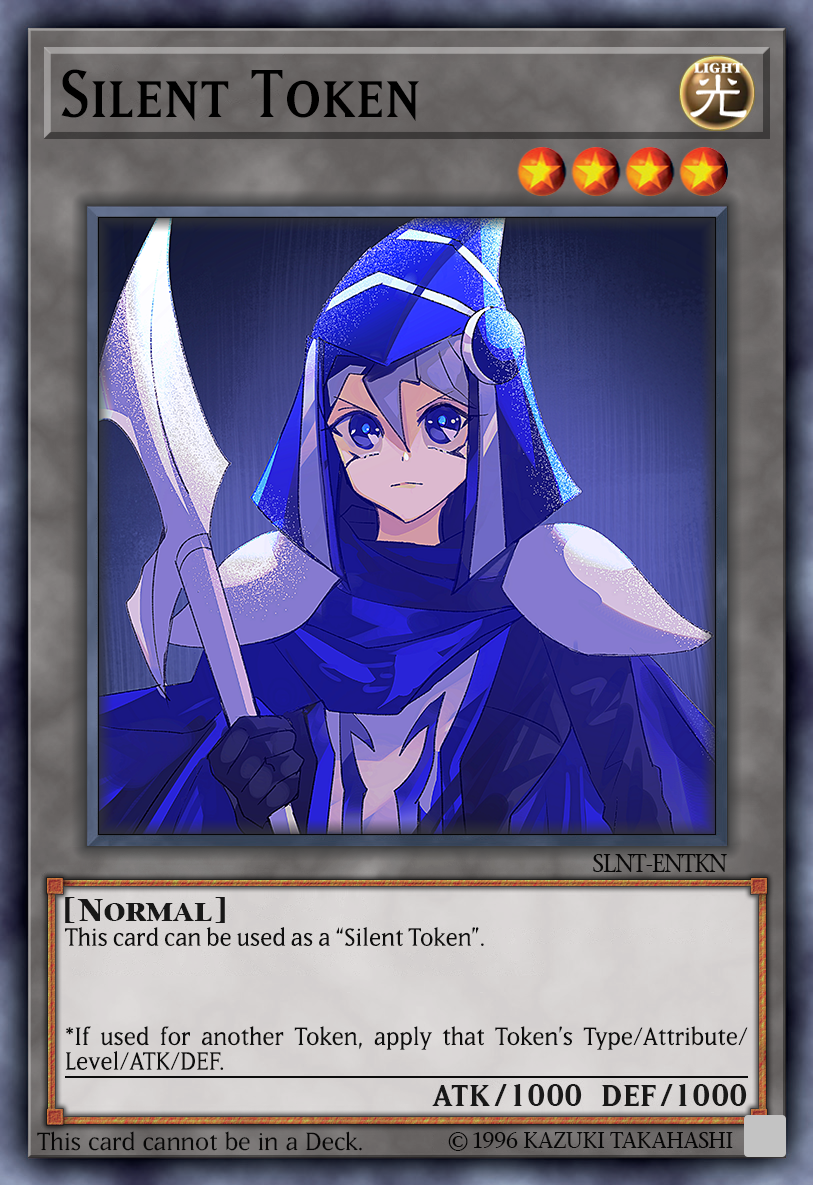 Silent Token
LIGHT
光
SLNT-ENTKN
[Normal]
This card can be used as a “Silent Token”.
*If used for another Token, apply that Token's Type/Attribute/
Level/ATK/DEF.
ATK/1000 DEF/1000
This card cannot be in a Deck.
© 1996 KAZUKI TAKAHASHI